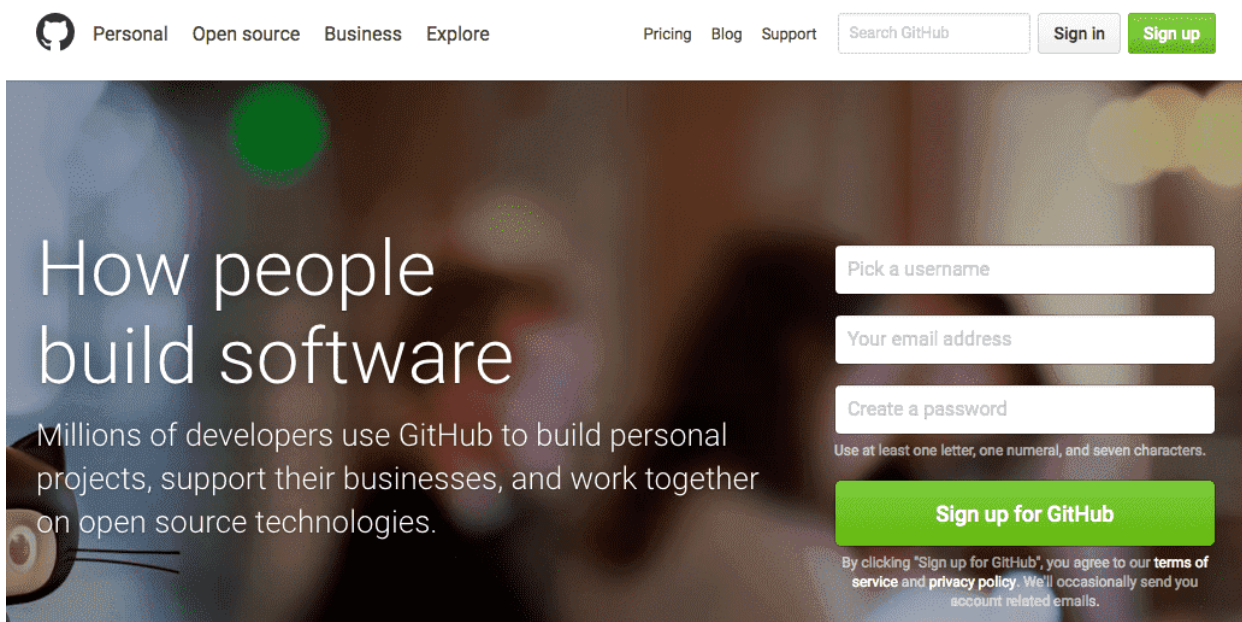 Personal Open source Business Explore Pricing Blog Support Search GitHub Sign in Sign up
How people
build software
Millions of developers use GitHub to build personal
projects, support their businesses, and work together
on open source technologies.
Pick a username
Your email address
Create a password
Use at least one letter, one numeral, and seven characters.
Sign up for GitHub
By clicking "Sign up for GitHub", you agree to our terms of
service and privacy policy. We'll occasionally send you
account related emails.